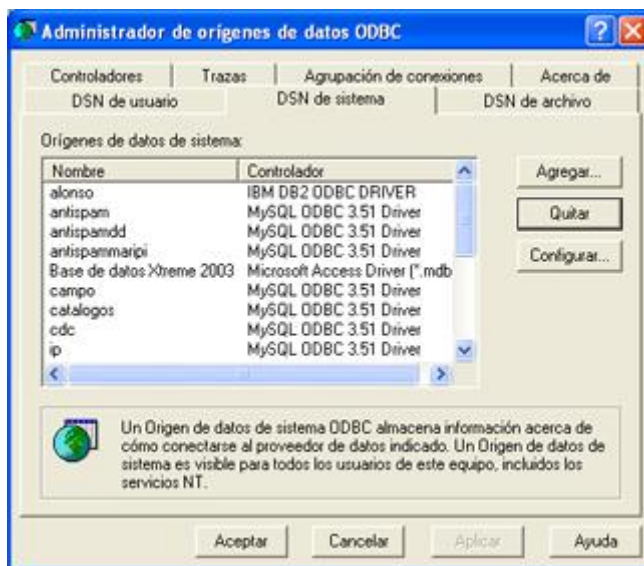 Administrador de orígenes de datos ODBC
Controladores Trazas Agrupación de conexiones Acerca de
DSN de usuario DSN de sistema DSN de archivo
Orígenes de datos de sistema:
Nombre Controlador
alonso IBM DB2 ODBC DRIVER
antispam MySQL ODBC 3.51 Driver
antispamdd MySQL ODBC 3.51 Driver
antispammaripi MySQL ODBC 3.51 Driver
Base de datos Xtreme 2003 Microsoft Access Driver (*.mdb
campo MySQL ODBC 3.51 Driver
catalogos MySQL ODBC 3.51 Driver
cdc MySQL ODBC 3.51 Driver
ip MySQL ODBC 3.51 Driver
Agregar...
Quitar
Configurar...
Un Origen de datos de sistema ODBC almacena información acerca de
cómo conectarse al proveedor de datos indicado. Un Origen de datos de
sistema es visible para todos los usuarios de este equipo, incluidos los
servicios NT.
Aceptar Cancelar Aplicar Ayuda